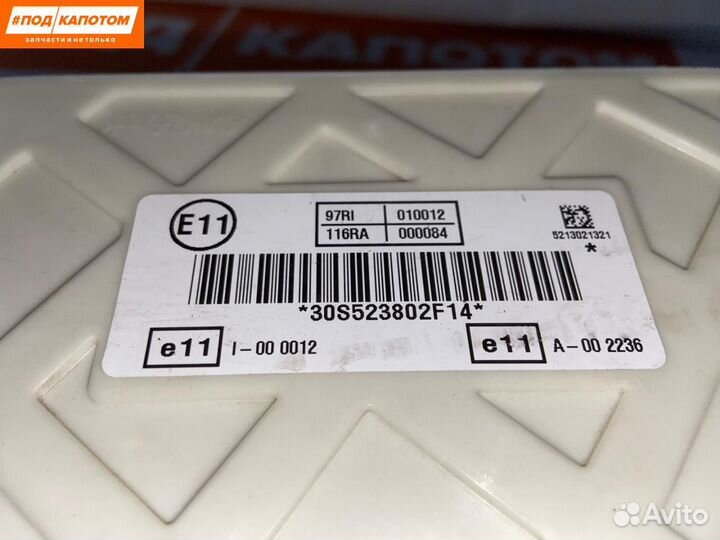 #ПОД КАПОТОМ
запчасти и не только
КАПОТОМ
E11
97RI 010012
116RA 000084
5213021321
*
*30S523802F14*
e11 I-00 0012
e11 A-00 2236
Avito